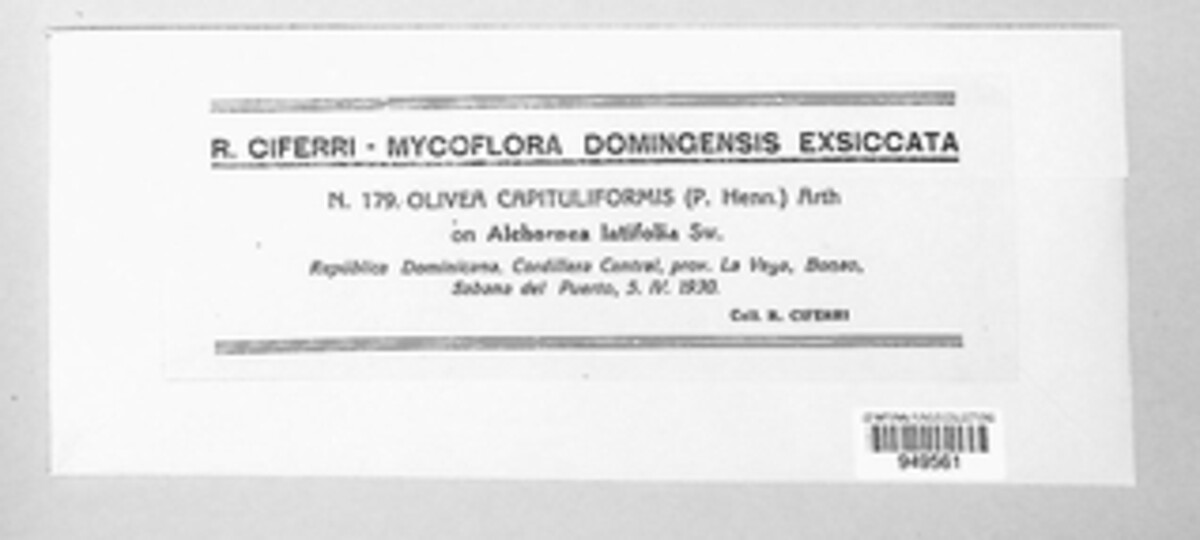 R. CIFERRI - MYCOFLORA DOMINGENSIS EXSICCATA
N. 179. OLIVEA CAPITULIFORMIS (P. Henn.) Arth
on Alchornea latifolia Sw.
República Dominicana. Cordillera Central, prov. La Vega, Bonao,
Sabana del Puerto, 5. IV. 1930.
Coll. R. CIFERRI
949561